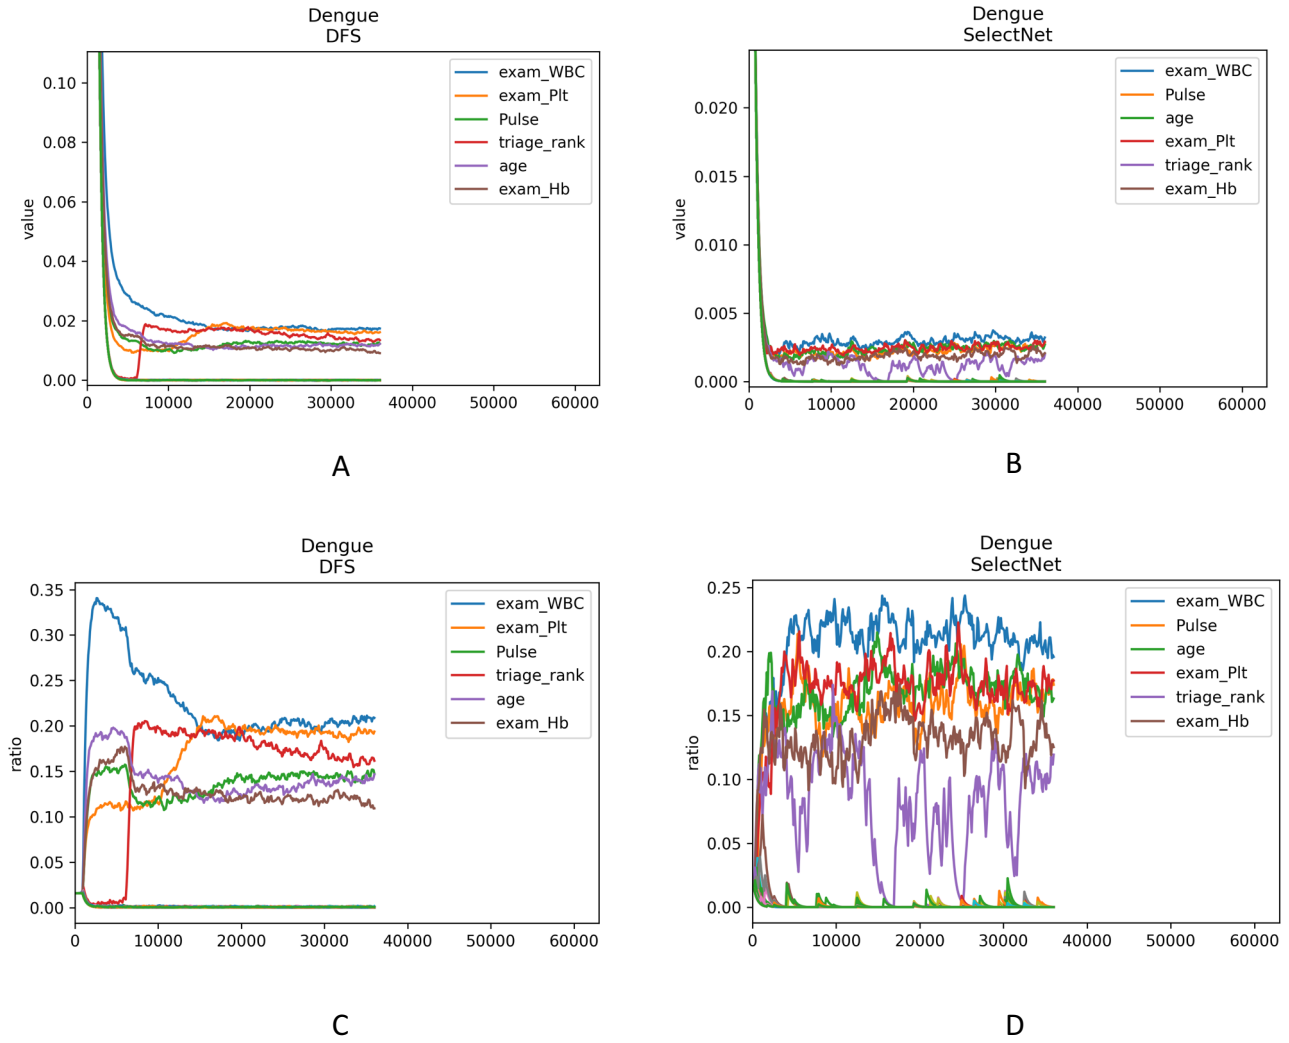 Dengue
DFS
0.10
0.08
0.06
0.04
0.02
0.00
value
0
10000
20000
30000
40000
50000
60000
exam_WBC
exam_Plt
Pulse
triage_rank
age
exam_Hb
A
Dengue
SelectNet
0.020
0.015
0.010
0.005
0.000
value
0
10000
20000
30000
40000
50000
60000
exam_WBC
Pulse
age
exam_Plt
triage_rank
exam_Hb
B
Dengue
DFS
0.35
0.30
0.25
0.20
0.15
0.10
0.05
0.00
ratio
0
10000
20000
30000
40000
50000
60000
exam_WBC
exam_Plt
Pulse
triage_rank
age
exam_Hb
C
Dengue
SelectNet
0.25
0.20
0.15
0.10
0.05
0.00
ratio
0
10000
20000
30000
40000
50000
60000
exam_WBC
Pulse
age
exam_Plt
triage_rank
exam_Hb
D